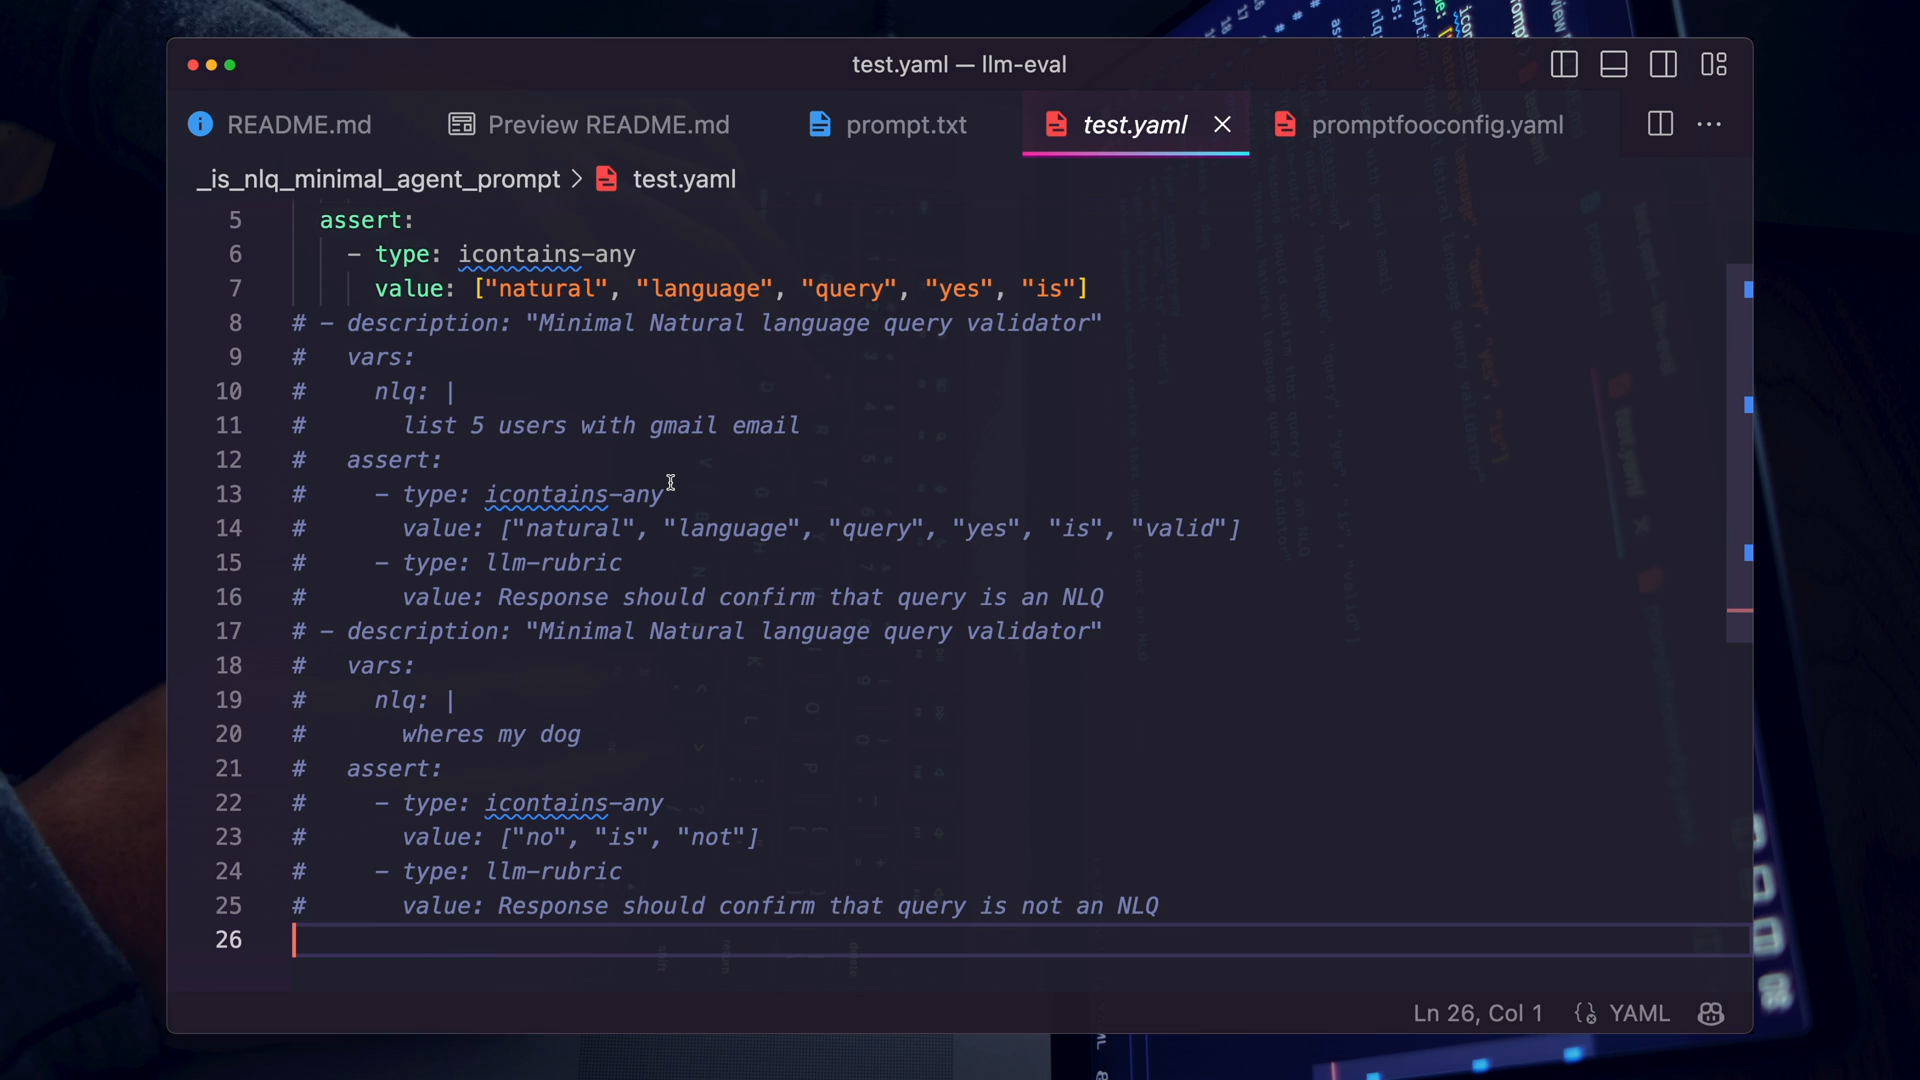 test.yaml — llm-eval
README.md Preview README.md prompt.txt test.yaml promptfooconfig.yaml
_is_nlq_minimal_agent_prompt > test.yaml
5 assert:
6 - type: icontains-any
7 value: ["natural", "language", "query", "yes", "is"]
8 # - description: "Minimal Natural language query validator"
9 # vars:
10 # nlq: |
11 # list 5 users with gmail email
12 # assert:
13 # - type: icontains-any
14 # value: ["natural", "language", "query", "yes", "is", "valid"]
15 # - type: llm-rubric
16 # value: Response should confirm that query is an NLQ
17 # - description: "Minimal Natural language query validator"
18 # vars:
19 # nlq: |
20 # wheres my dog
21 # assert:
22 # - type: icontains-any
23 # value: ["no", "is", "not"]
24 # - type: llm-rubric
25 # value: Response should confirm that query is not an NLQ
26
Ln 26, Col 1 YAML